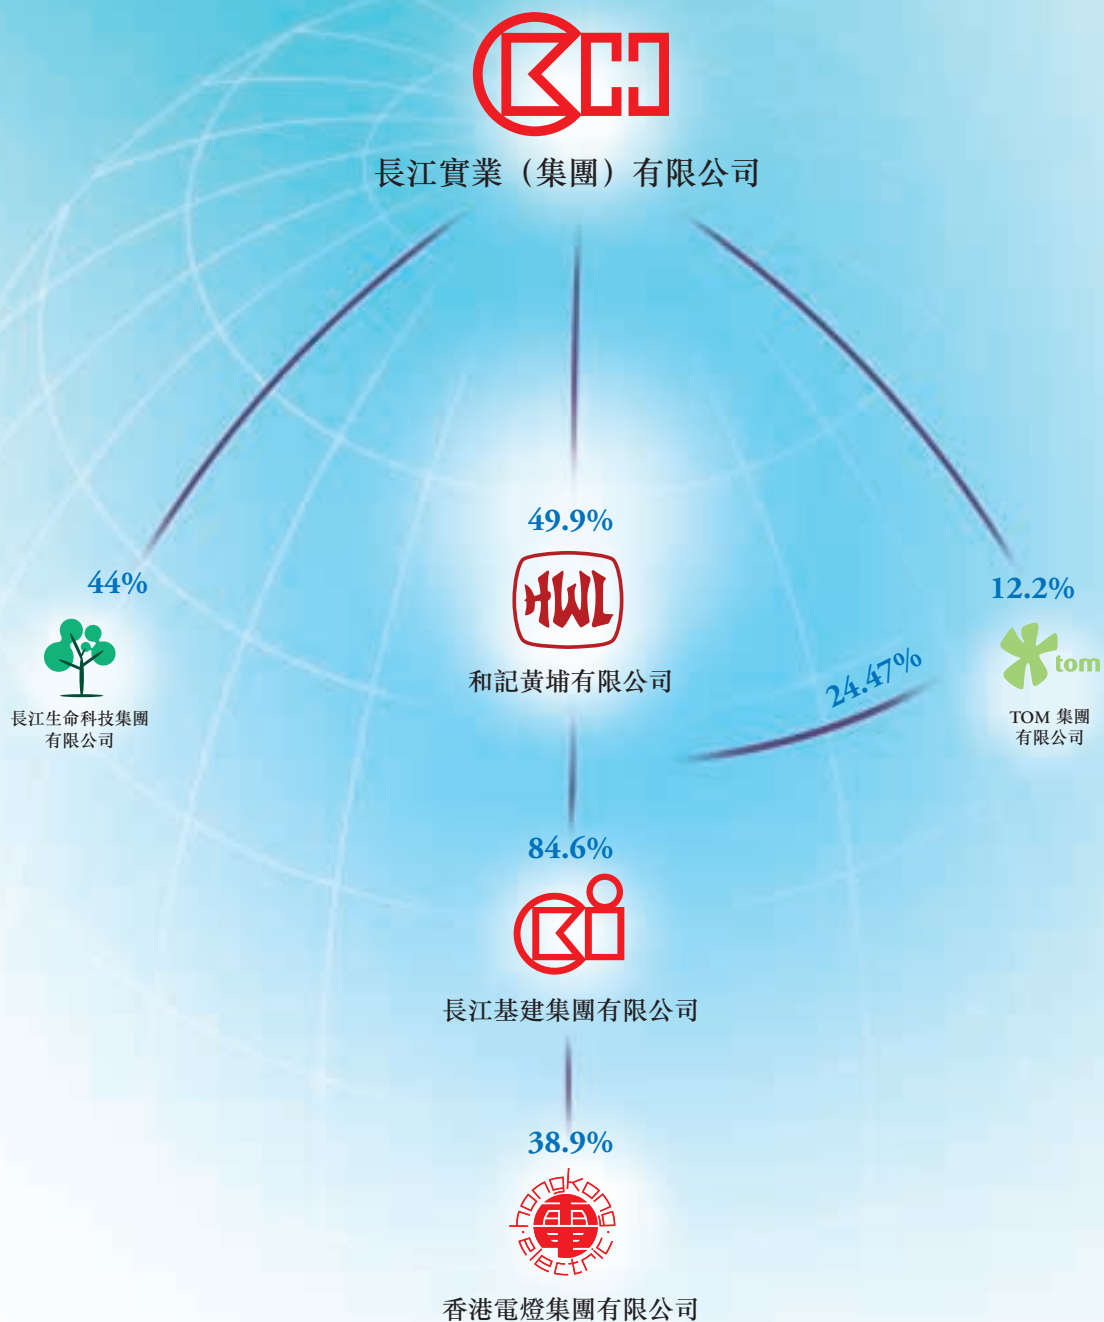 長江實業（集團）有限公司
49.9%
44%
12.2%
HWL
tom
和記黃埔有限公司
24.47%
長江生命科技集團
有限公司
TOM 集團
有限公司
84.6%
長江基建集團有限公司
38.9%
hongkong
電
electric
香港電燈集團有限公司